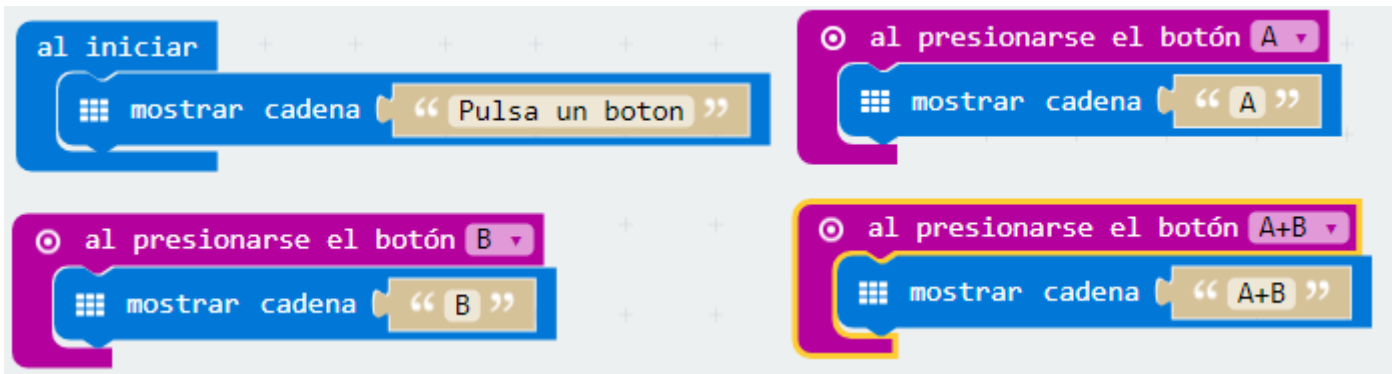 al iniciar
mostrar cadena “ Pulsa un boton ”
al presionarse el botón A
mostrar cadena “ A ”
al presionarse el botón B
mostrar cadena “ B ”
al presionarse el botón A+B
mostrar cadena “ A+B ”